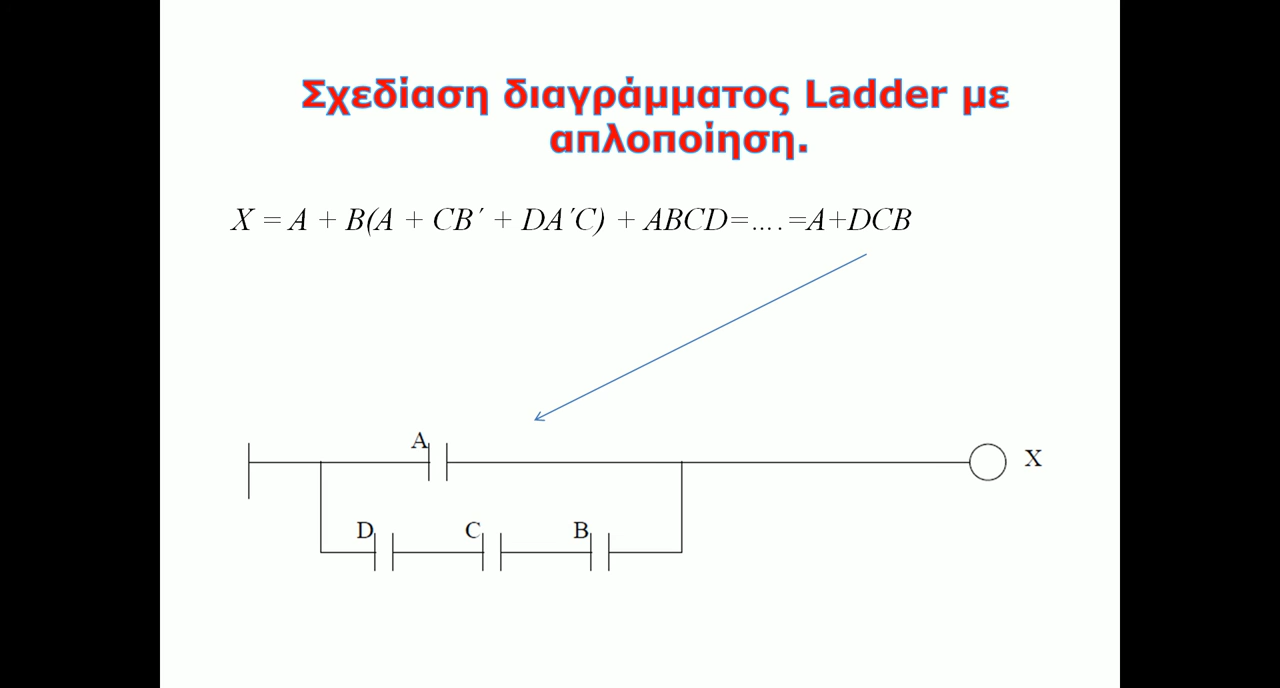 Σχεδίαση διαγράμματος Ladder με
απλοποίηση.
X = A + B(A + CB΄ + DA΄C) + ABCD=….=A+DCB
A
X
D
C
B